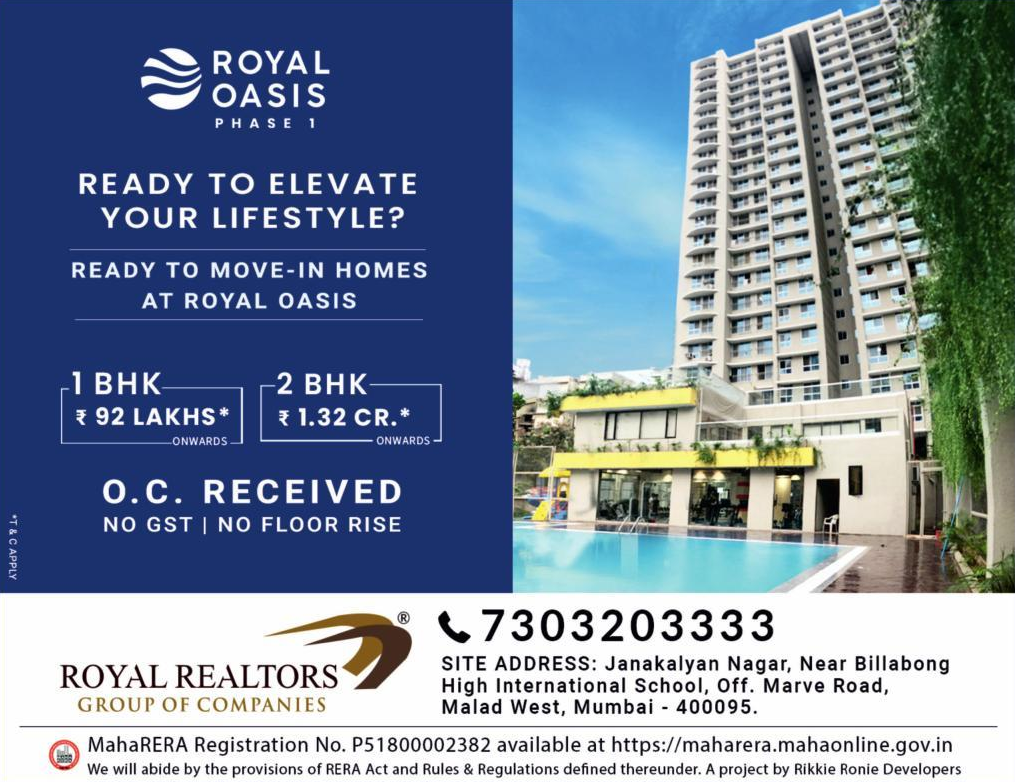 ROYAL
OASIS
PHASE 1
READY TO ELEVATE
YOUR LIFESTYLE?
READY TO MOVE-IN HOMES
AT ROYAL OASIS
1 BHK
₹ 92 LAKHS*
ONWARDS
2 BHK
₹ 1.32 CR.*
ONWARDS
O.C. RECEIVED
NO GST | NO FLOOR RISE
*T & C APPLY
ROYAL REALTORS®
GROUP OF COMPANIES
7303203333
SITE ADDRESS: Janakalyan Nagar, Near Billabong
High International School, Off. Marve Road,
Malad West, Mumbai - 400095.
MahaRERA Registration No. P51800002382 available at https://maharera.mahaonline.gov.in
We will abide by the provisions of RERA Act and Rules & Regulations defined thereunder. A project by Rikkie Ronie Developers